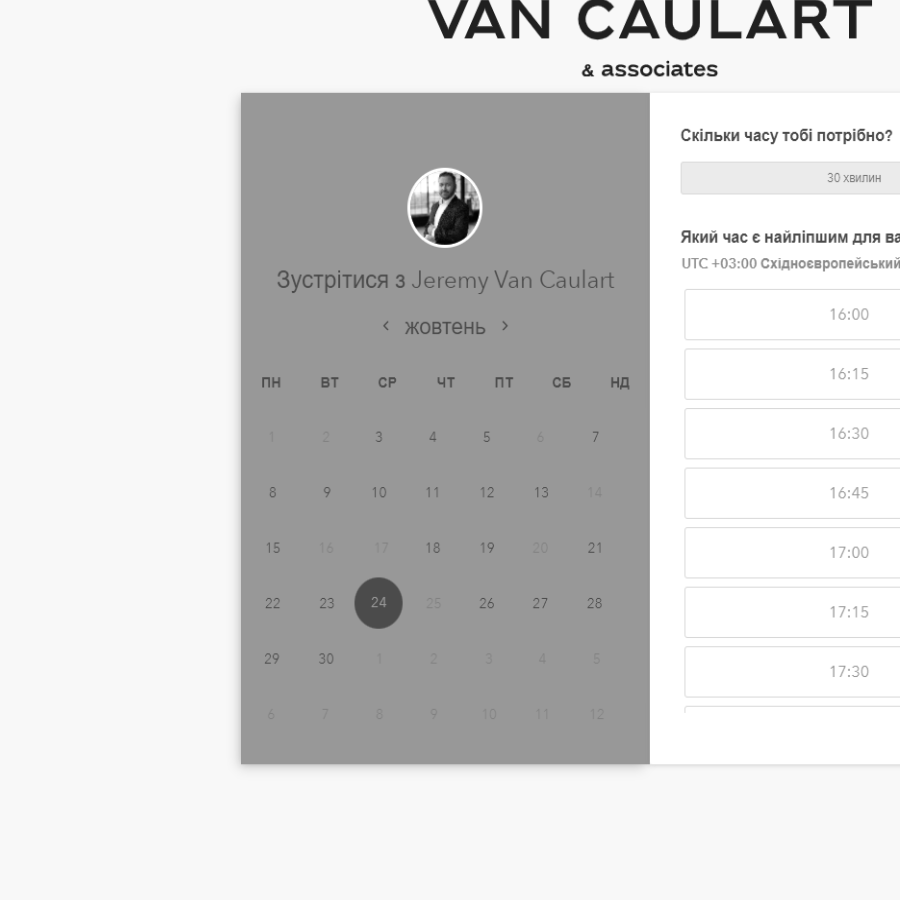 VAN CAULART
& associates
Зустрітися з Jeremy Van Caulart
‹ жовтень ›
ПН ВТ СР ЧТ ПТ СБ НД
1 2 3 4 5 6 7
8 9 10 11 12 13 14
15 16 17 18 19 20 21
22 23 24 25 26 27 28
29 30 1 2 3 4 5
6 7 8 9 10 11 12
Скільки часу тобі потрібно?
30 хвилин
Який час є найліпшим для ва
UTC +03:00 Східноєвропейський
16:00
16:15
16:30
16:45
17:00
17:15
17:30